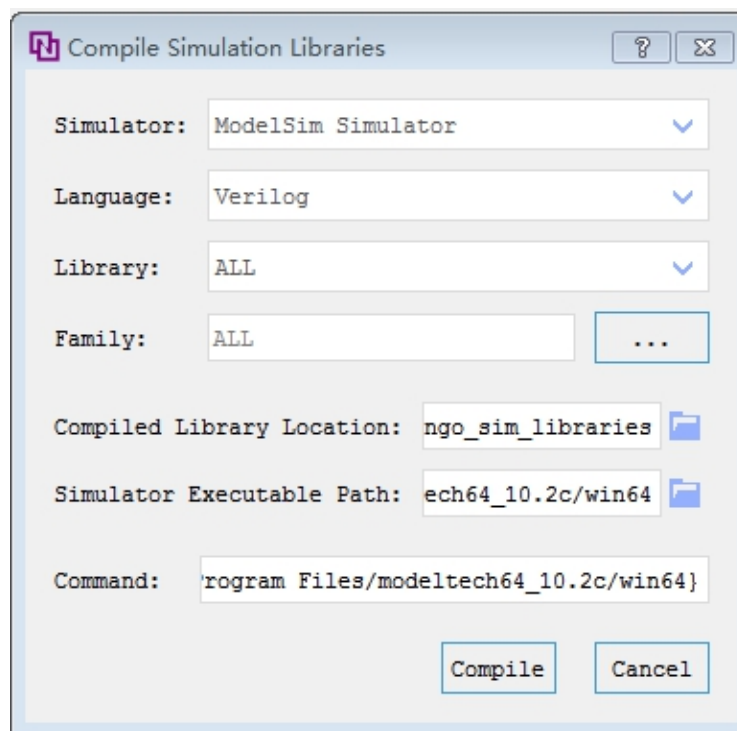 Compile Simulation Libraries
Simulator: ModelSim Simulator
Language: Verilog
Library: ALL
Family: ALL ...
Compiled Library Location: ngo_sim_libraries
Simulator Executable Path: ech64_10.2c/win64
Command: rogram Files/modeltech64_10.2c/win64}
Compile Cancel